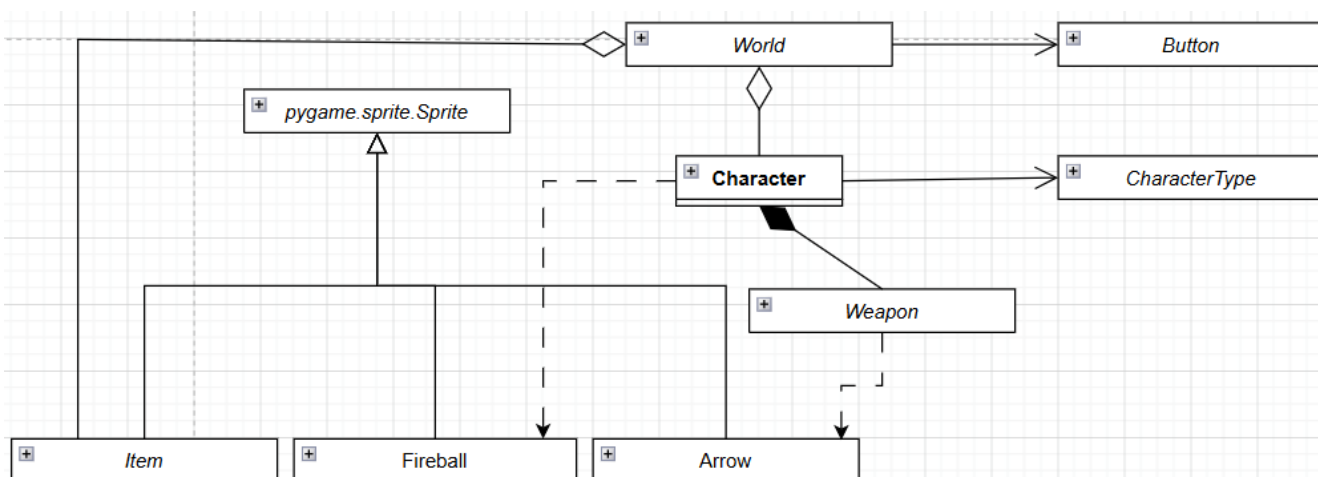 World
Button
pygame.sprite.Sprite
Character
CharacterType
Weapon
Item
Fireball
Arrow